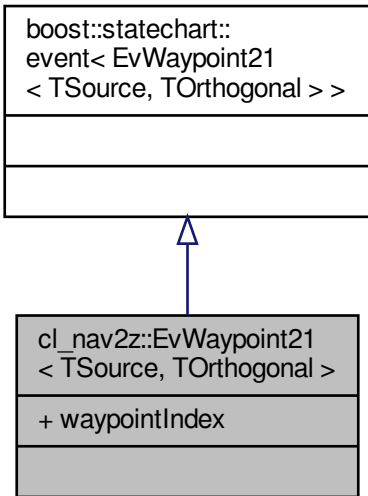 boost::statechart::
event< EvWaypoint21
< TSource, TOrthogonal > >
cl_nav2z::EvWaypoint21
< TSource, TOrthogonal >
+ waypointIndex